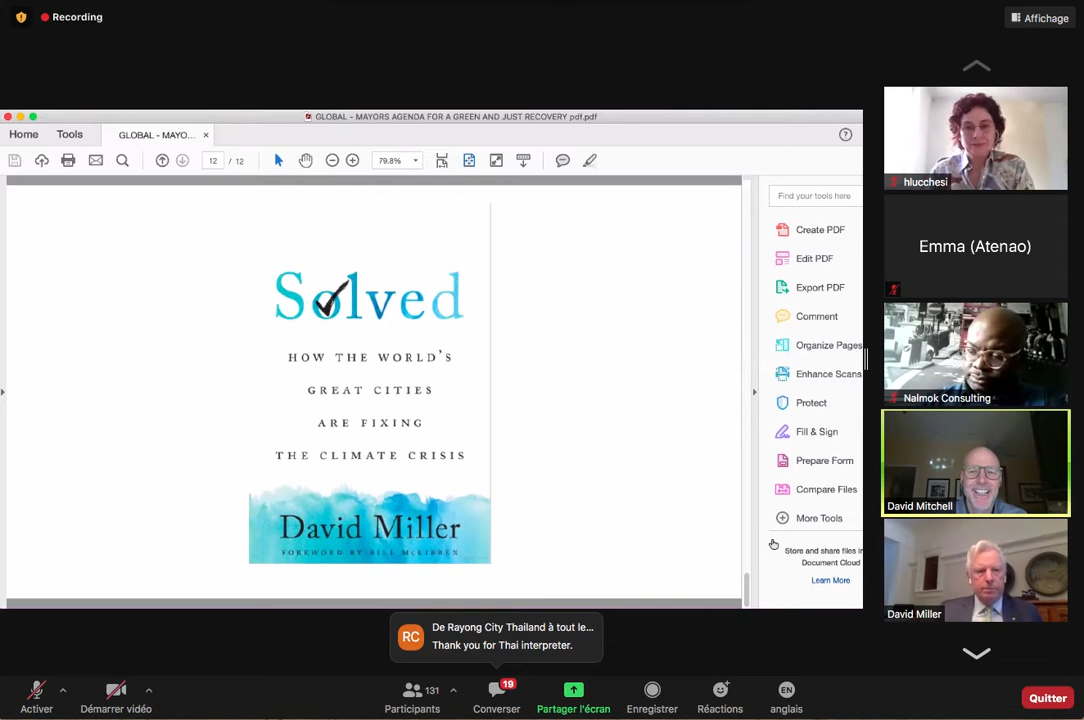 Recording
Affichage
GLOBAL - MAYORS AGENDA FOR A GREEN AND JUST RECOVERY pdf.pdf
Home
Tools
GLOBAL - MAYO...
12 / 12
79.8%
Find your tools here
Create PDF
Edit PDF
Export PDF
Comment
Organize Pages
Enhance Scans
Protect
Fill & Sign
Prepare Form
Compare Files
More Tools
Store and share files in
Document Cloud
Learn More
Solved
HOW THE WORLD'S
GREAT CITIES
ARE FIXING
THE CLIMATE CRISIS
David Miller
FOREWORD BY BILL McKIBBEN
hlucchesi
Emma (Atenao)
Nalmok Consulting
David Mitchell
David Miller
RC
De Rayong City Thailand à tout le...
Thank you for Thai interpreter.
Activer
Démarrer vidéo
131
Participants
19
Converser
Partager l'écran
Enregistrer
Réactions
EN
anglais
Quitter